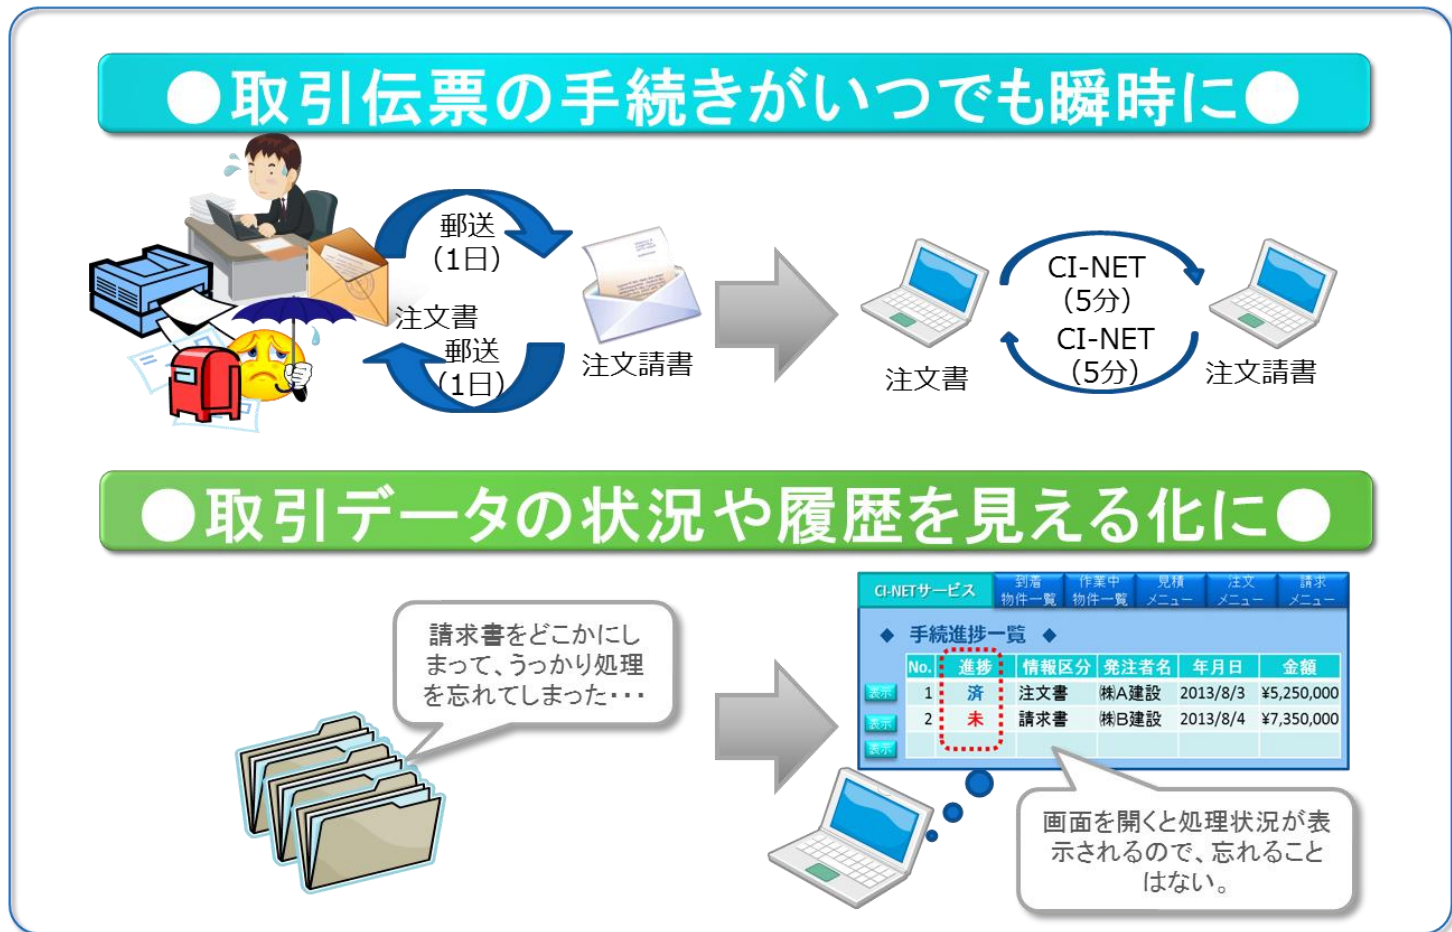 ●取引伝票の手続きがいつでも瞬時に●
郵送
（1日）
注文書
郵送
（1日）
注文請書
CI-NET
（5分）
CI-NET
（5分）
注文書
注文請書
●取引データの状況や履歴を見える化に●
請求書をどこかにし
まって、うっかり処理
を忘れてしまった・・・
CI-NETサービス
到着
物件一覧
作業中
物件一覧
見積
メニュー
注文
メニュー
請求
メニュー
◆ 手続進捗一覧 ◆
No. 進捗 情報区分 発注者名 年月日 金額
表示 1 済 注文書 ㈱A建設 2013/8/3 ¥5,250,000
表示 2 未 請求書 ㈱B建設 2013/8/4 ¥7,350,000
表示
画面を開くと処理状況が表
示されるので、忘れること
はない。